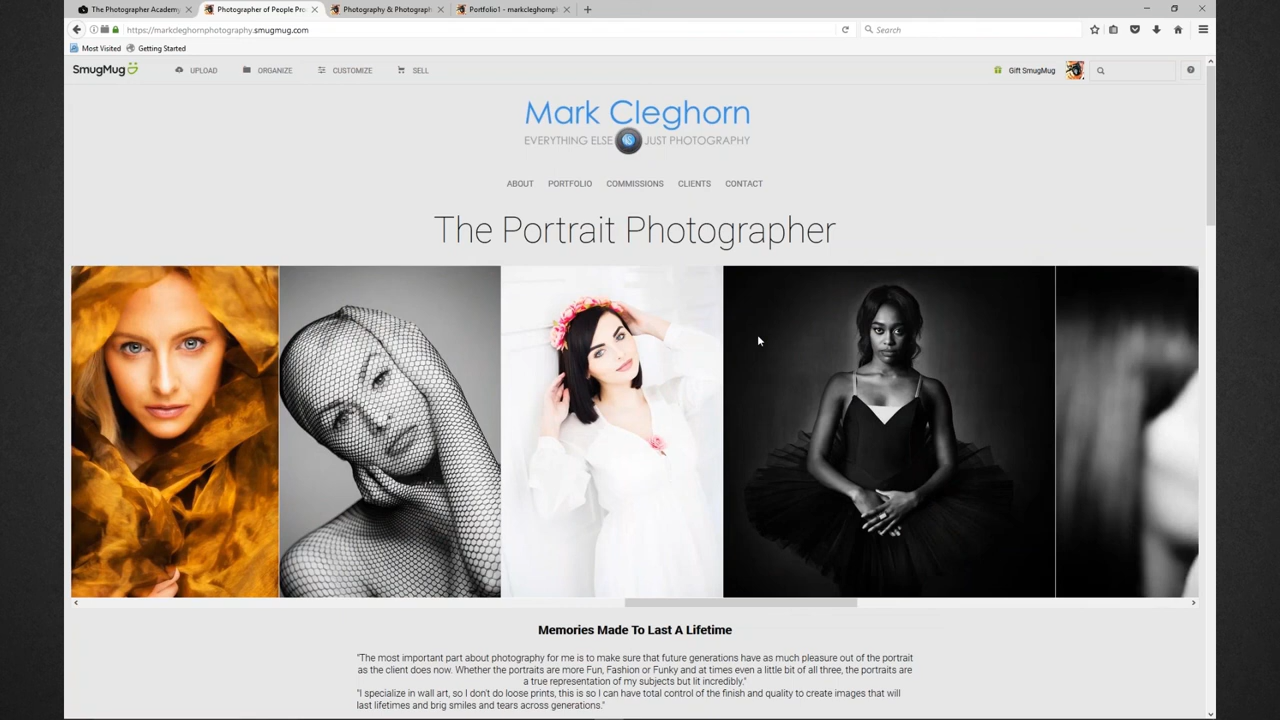 The Photographer Academy
Photographer of People Pro
Photography & Photograph
Portfolio1 - markcleghornph
https://markcleghornphotography.smugmug.com
Search
Most Visited
Getting Started
SmugMug
UPLOAD
ORGANIZE
CUSTOMIZE
SELL
Gift SmugMug
Mark Cleghorn
EVERYTHING ELSE JUST PHOTOGRAPHY
ABOUT PORTFOLIO COMMISSIONS CLIENTS CONTACT
The Portrait Photographer
Memories Made To Last A Lifetime
"The most important part about photography for me is to make sure that future generations have as much pleasure out of the portrait
as the client does now. Whether the portraits are more Fun, Fashion or Funky and at times even a little bit of all three, the portraits are
a true representation of my subjects but lit incredibly."
"I specialize in wall art, so I don't do loose prints, this is so I can have total control of the finish and quality to create images that will
last lifetimes and brig smiles and tears across generations."